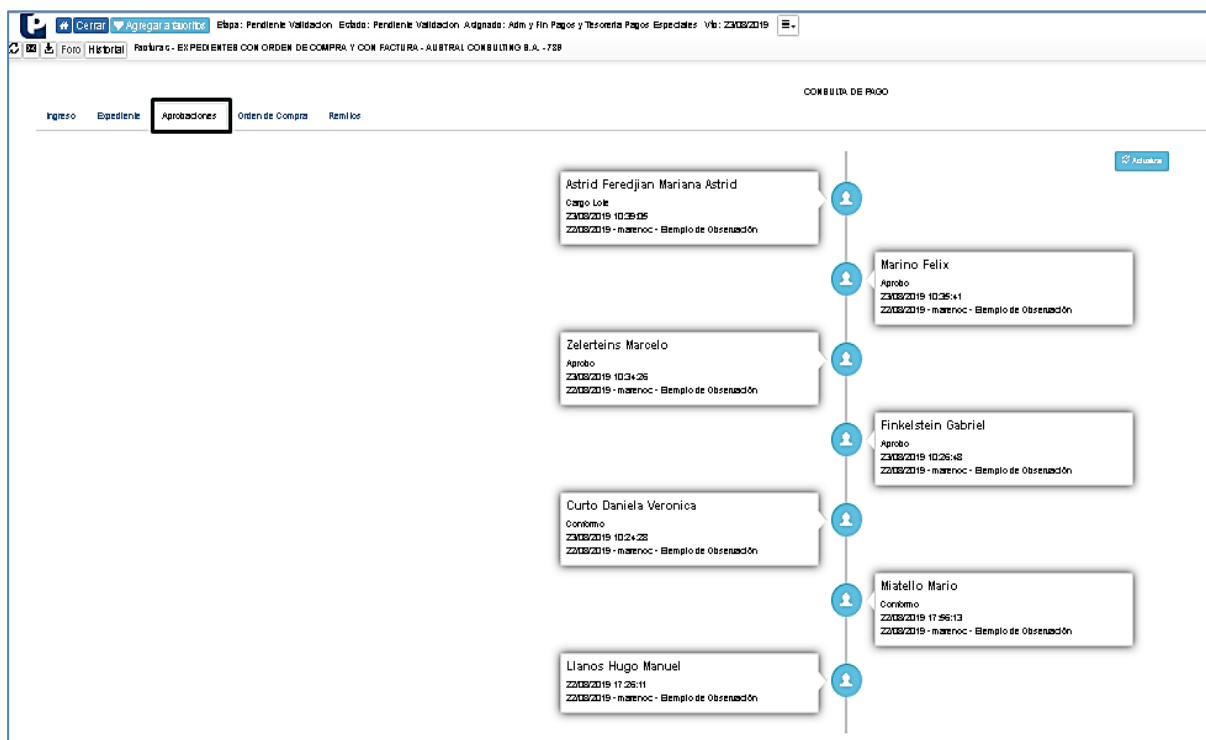 Cerrar Agregar a favoritos Etapa: Pendiente Validacion Estado: Pendiente Validacion Asignado: Adm y Fin Pagos y Tesoreria Pagos Especiales Vto: 23/08/2019
Foro Historial Facturas - EXPEDIENTES CON ORDEN DE COMPRA Y CON FACTURA - AUSTRAL CONSULTING S.A. - 789
CONSULTA DE PAGO
Ingreso Expediente Aprobaciones Orden de Compra Remitos
Actualizar
Astrid Feredjian Mariana Astrid
Cargo Lote
23/08/2019 10:39:05
22/08/2019 - marenoc - Ejemplo de Observación
Marino Felix
Aprobo
23/08/2019 10:35:41
22/08/2019 - marenoc - Ejemplo de Observación
Zelerteins Marcelo
Aprobo
23/08/2019 10:34:26
22/08/2019 - marenoc - Ejemplo de Observación
Finkelstein Gabriel
Aprobo
23/08/2019 10:26:48
22/08/2019 - marenoc - Ejemplo de Observación
Curto Daniela Veronica
Conformo
23/08/2019 10:24:28
22/08/2019 - marenoc - Ejemplo de Observación
Miatello Mario
Conformo
22/08/2019 17:56:13
22/08/2019 - marenoc - Ejemplo de Observación
Llanos Hugo Manuel
22/08/2019 17:26:11
22/08/2019 - marenoc - Ejemplo de Observación